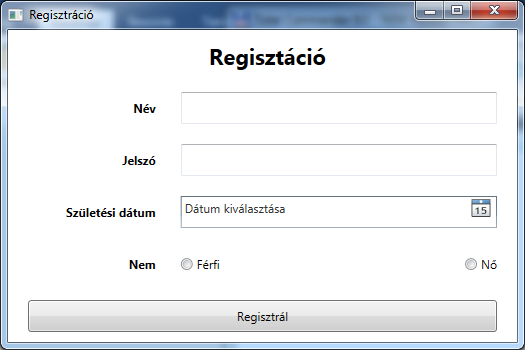 Regisztráció
Regisztáció
Név
Jelszó
Születési dátum
Dátum kiválasztása
15
Nem
Férfi
Nő
Regisztrál